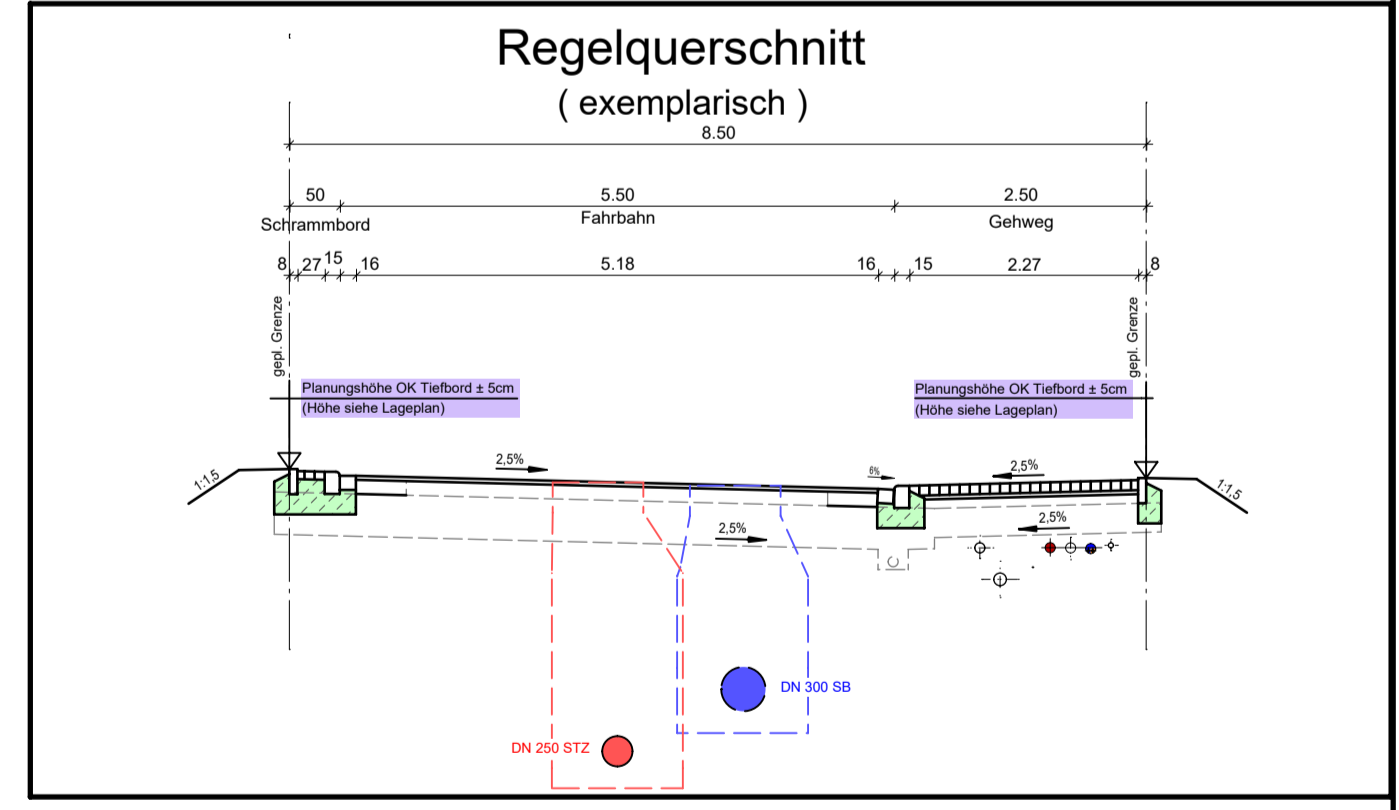 Regelquerschnitt
( exemplarisch )
8.50
50 5.50 2.50
Schrammbord Fahrbahn Gehweg
8 27 15 16 5.18 16 15 2.27 8
gepl. Grenze
gepl. Grenze
Planungshöhe OK Tiefbord ± 5cm
(Höhe siehe Lageplan)
Planungshöhe OK Tiefbord ± 5cm
(Höhe siehe Lageplan)
1:1,5
2,5%
6%
2,5%
1:1,5
2,5%
2,5%
DN 300 SB
DN 250 STZ